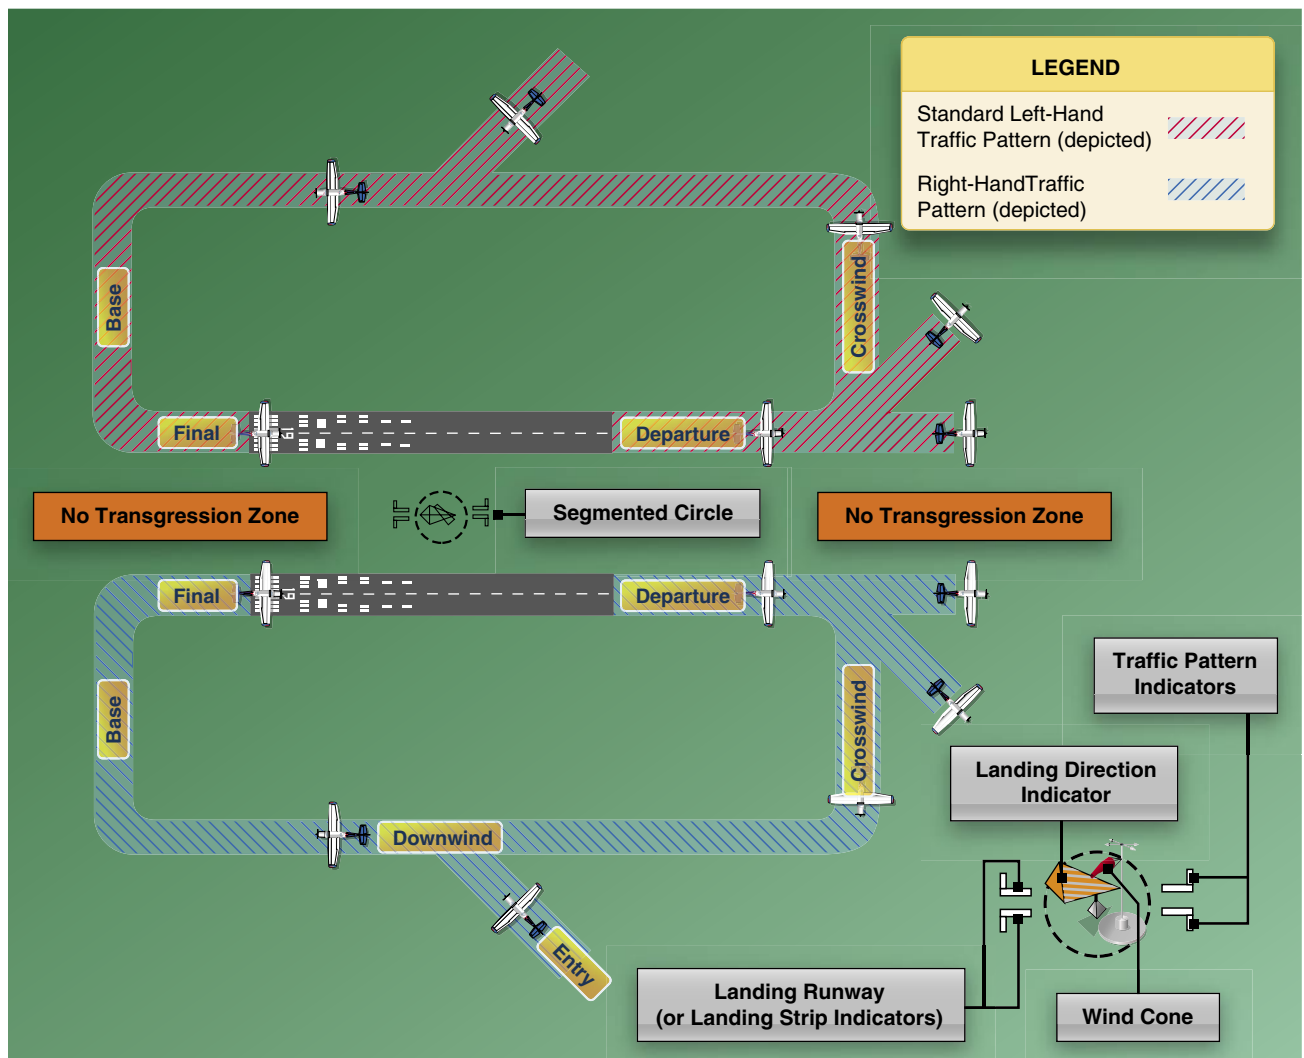 LEGEND
Standard Left-Hand
Traffic Pattern (depicted)
Right-HandTraffic
Pattern (depicted)
Base
Crosswind
Final
19
Departure
No Transgression Zone
Segmented Circle
No Transgression Zone
Final
19
Departure
Base
Crosswind
Downwind
Entry
Traffic Pattern
Indicators
Landing Direction
Indicator
Landing Runway
(or Landing Strip Indicators)
Wind Cone